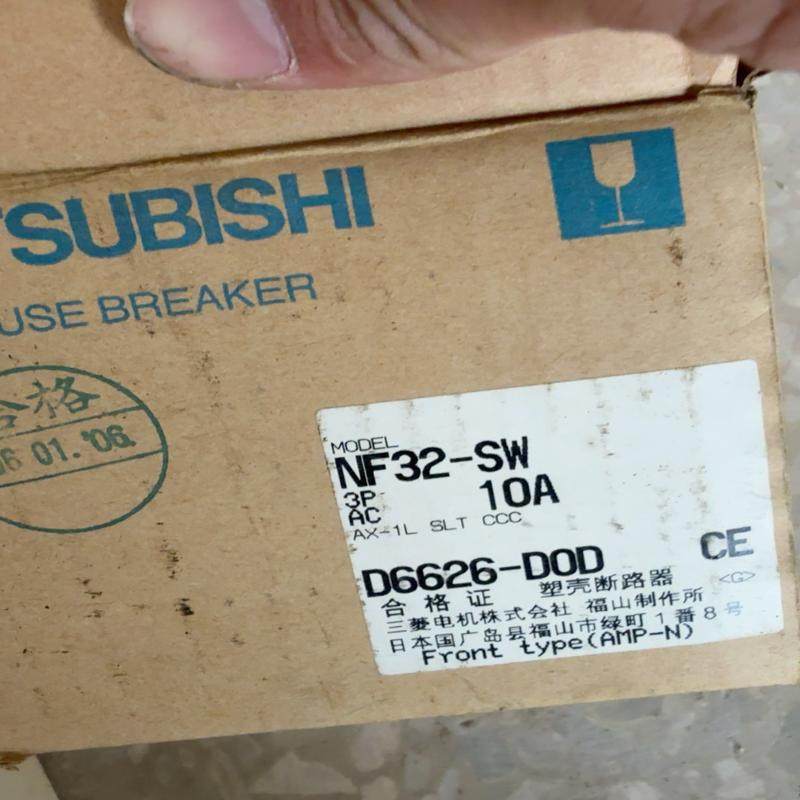 TSUBISHI
USE BREAKER
合格
06 01.'06.
MODEL
NF32-SW
3P 10A
AC
AX-1L SLT CCC
D6626-D0D CE
合格证 塑壳断路器 <G>
三菱电机株式会社 福山制作所
日本国广岛县福山市绿町1番8号
Front type(AMP-N)